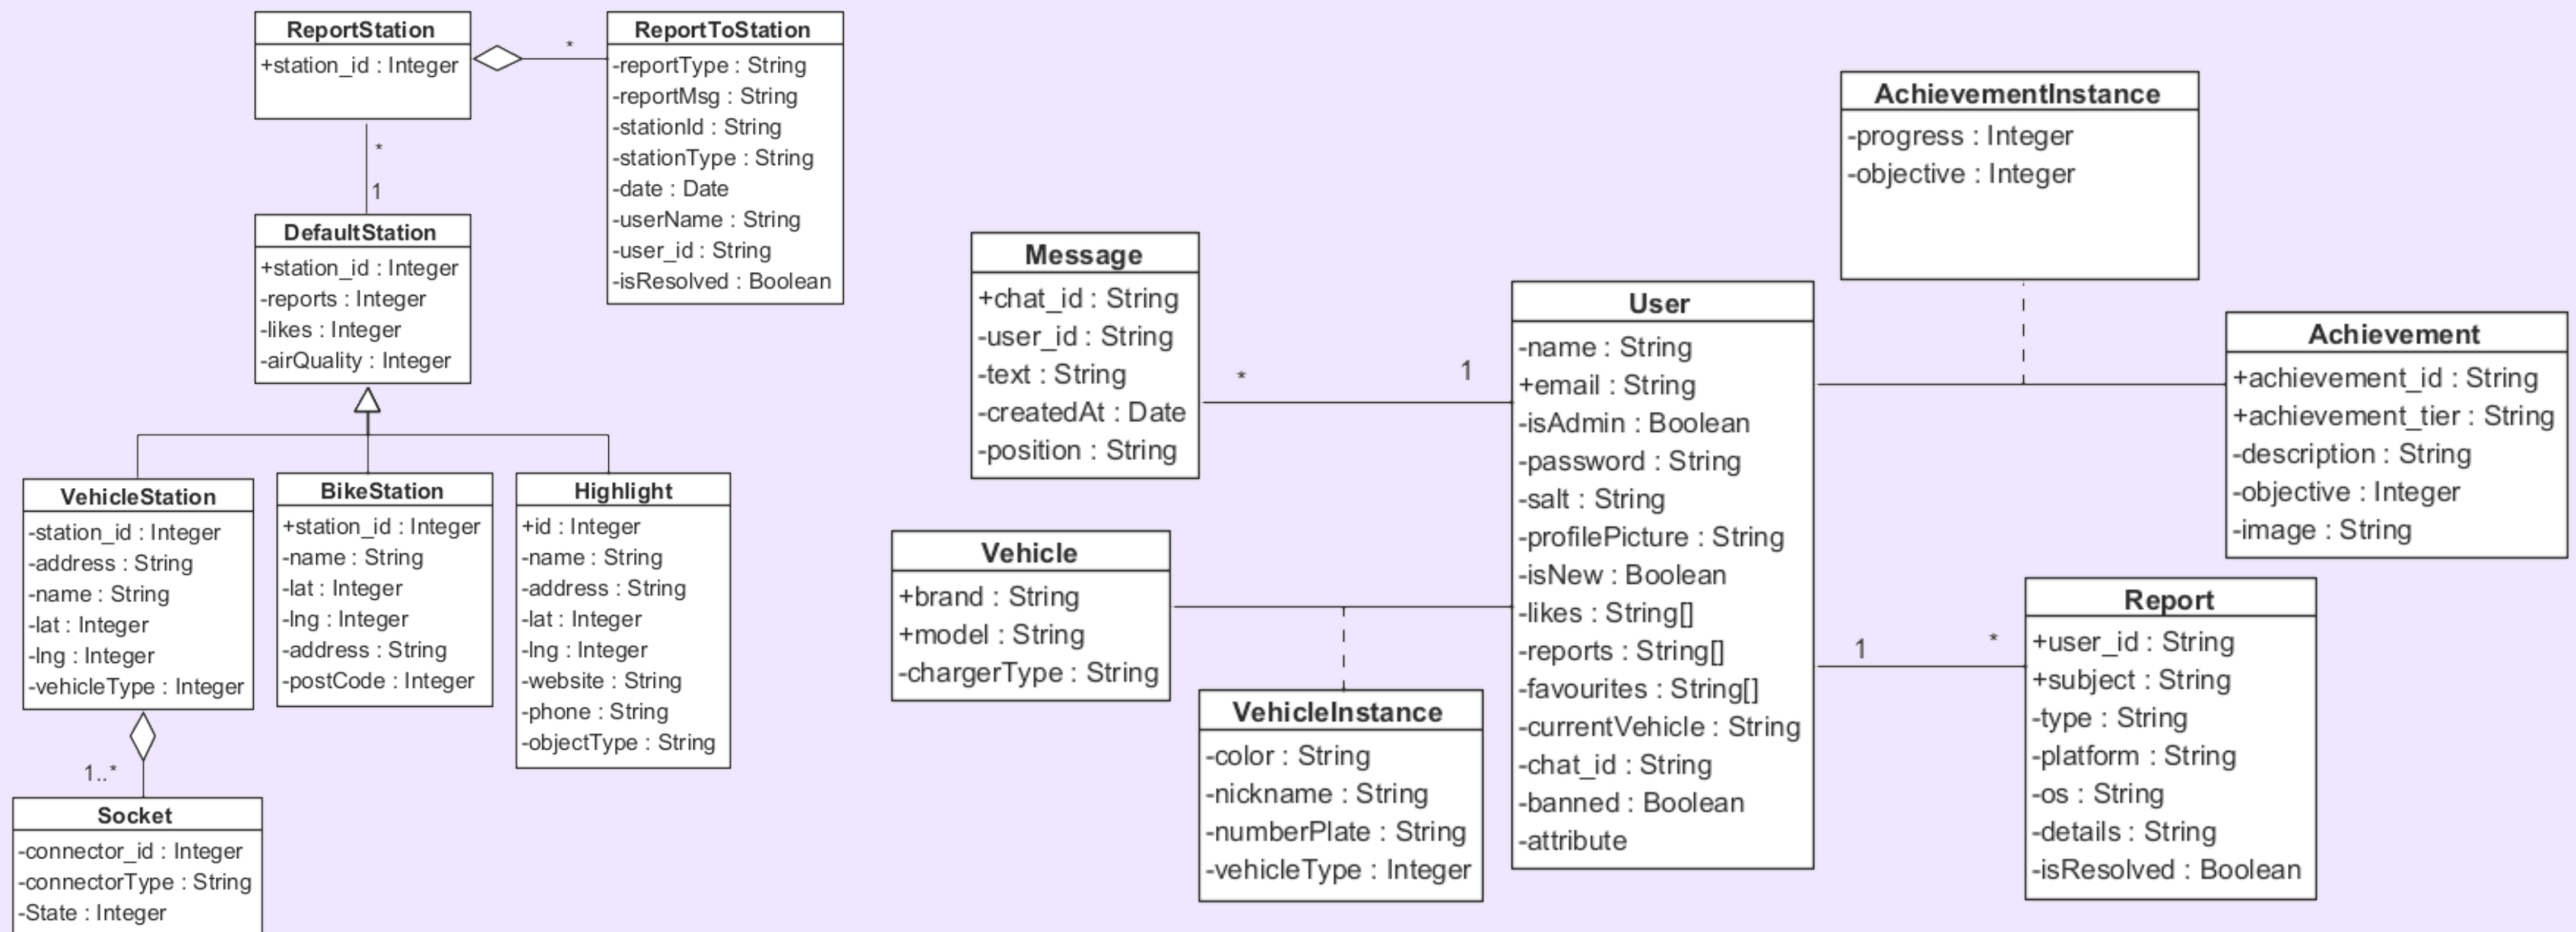 ReportStation
+station_id : Integer
*
ReportToStation
-reportType : String
-reportMsg : String
-stationId : String
-stationType : String
-date : Date
-userName : String
-user_id : String
-isResolved : Boolean
*
1
DefaultStation
+station_id : Integer
-reports : Integer
-likes : Integer
-airQuality : Integer
VehicleStation
-station_id : Integer
-address : String
-name : String
-lat : Integer
-lng : Integer
-vehicleType : Integer
BikeStation
+station_id : Integer
-name : String
-lat : Integer
-lng : Integer
-address : String
-postCode : Integer
Highlight
+id : Integer
-name : String
-address : String
-lat : Integer
-lng : Integer
-website : String
-phone : String
-objectType : String
1..*
Socket
-connector_id : Integer
-connectorType : String
-State : Integer
Message
+chat_id : String
-user_id : String
-text : String
-createdAt : Date
-position : String
*
1
Vehicle
+brand : String
+model : String
-chargerType : String
VehicleInstance
-color : String
-nickname : String
-numberPlate : String
-vehicleType : Integer
User
-name : String
+email : String
-isAdmin : Boolean
-password : String
-salt : String
-profilePicture : String
-isNew : Boolean
-likes : String[]
-reports : String[]
-favourites : String[]
-currentVehicle : String
-chat_id : String
-banned : Boolean
-attribute
AchievementInstance
-progress : Integer
-objective : Integer
Achievement
+achievement_id : String
+achievement_tier : String
-description : String
-objective : Integer
-image : String
1
*
Report
+user_id : String
+subject : String
-type : String
-platform : String
-os : String
-details : String
-isResolved : Boolean